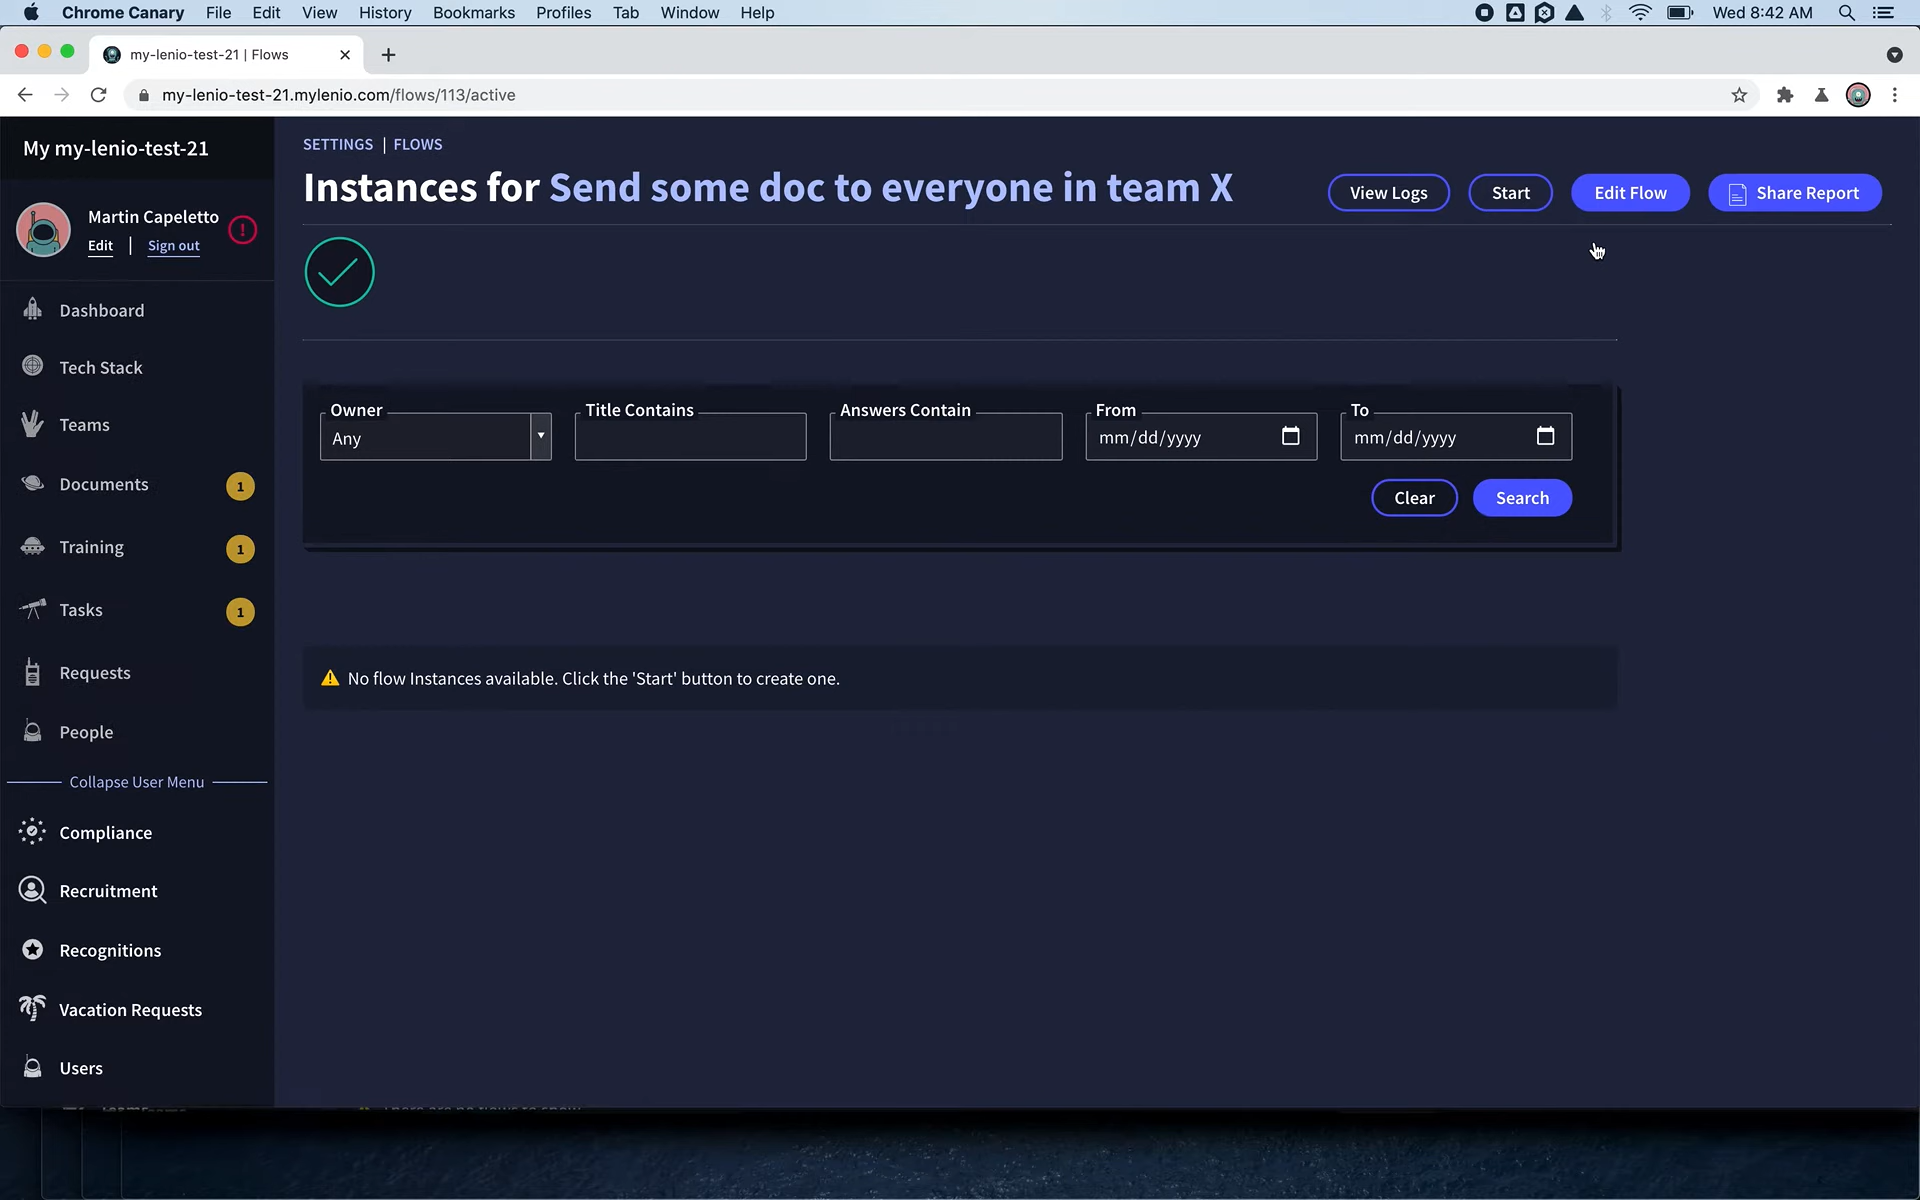 Chrome Canary File Edit View History Bookmarks Profiles Tab Window Help Wed 8:42 AM
my-lenio-test-21 | Flows
my-lenio-test-21.mylenio.com/flows/113/active
My my-lenio-test-21
Martin Capeletto
Edit | Sign out
Dashboard
Tech Stack
Teams
Documents 1
Training 1
Tasks 1
Requests
People
Collapse User Menu
Compliance
Recruitment
Recognitions
Vacation Requests
Users
SETTINGS | FLOWS
Instances for Send some doc to everyone in team X
View Logs Start Edit Flow Share Report
Owner Title Contains Answers Contain From To
Any mm/dd/yyyy mm/dd/yyyy
Clear Search
No flow Instances available. Click the 'Start' button to create one.